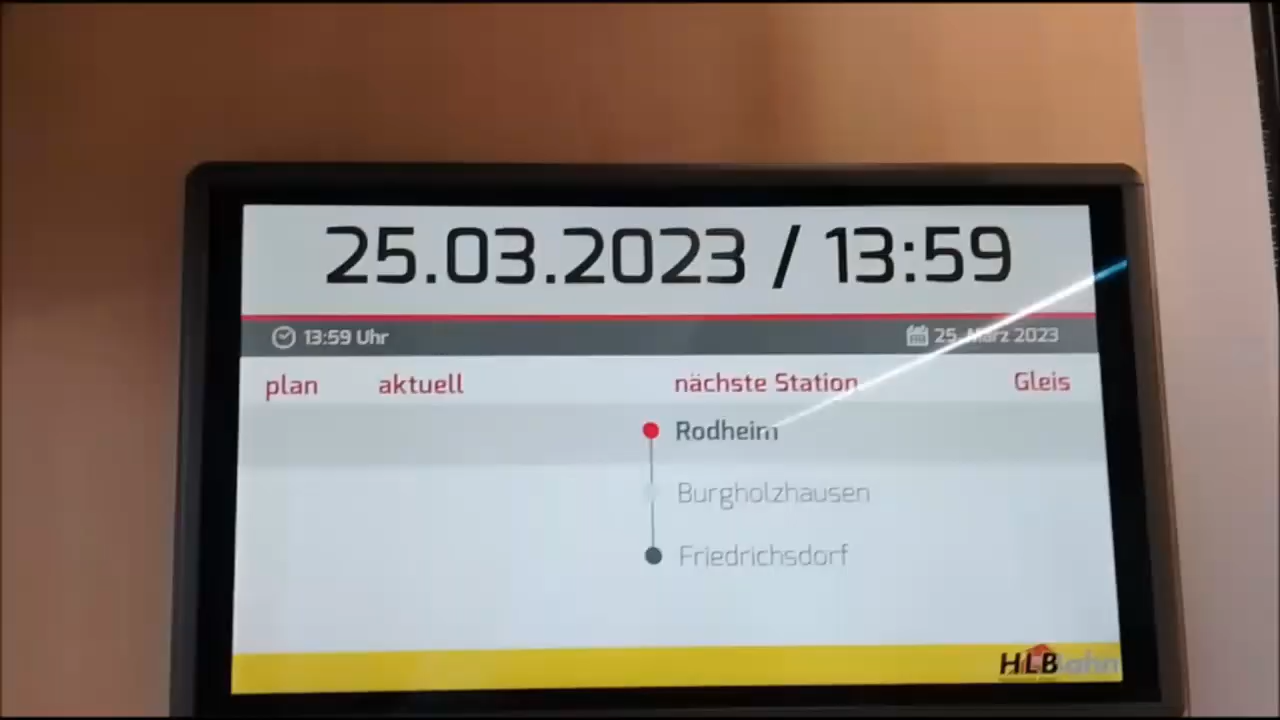 25.03.2023 / 13:59
13:59 Uhr 25. März 2023
plan aktuell nächste Station Gleis
Rodheim
Burgholzhausen
Friedrichsdorf
HLB Bahn